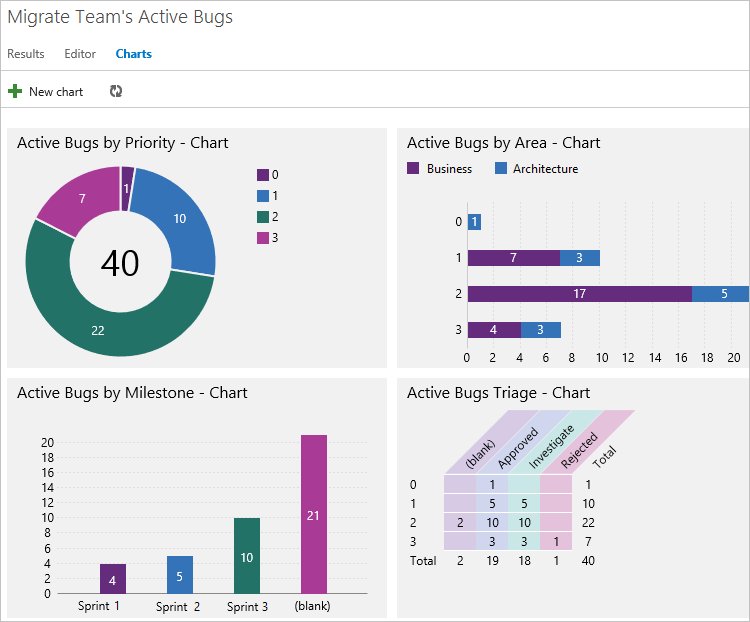 Migrate Team's Active Bugs
Results Editor Charts
New chart
Active Bugs by Priority - Chart
0
1
2
3
1
10
7
40
22
Active Bugs by Area - Chart
Business Architecture
0 1
1 7 3
2 17 5
3 4 3
0 2 4 6 8 10 12 14 16 18 20
Active Bugs by Milestone - Chart
20
18
16
14
12
10
8
6
4
2
0
4 5 10 21
Sprint 1 Sprint 2 Sprint 3 (blank)
Active Bugs Triage - Chart
(blank) Approved Investigate Rejected Total
0 1 1
1 5 5 10
2 2 10 10 22
3 3 3 1 7
Total 2 19 18 1 40